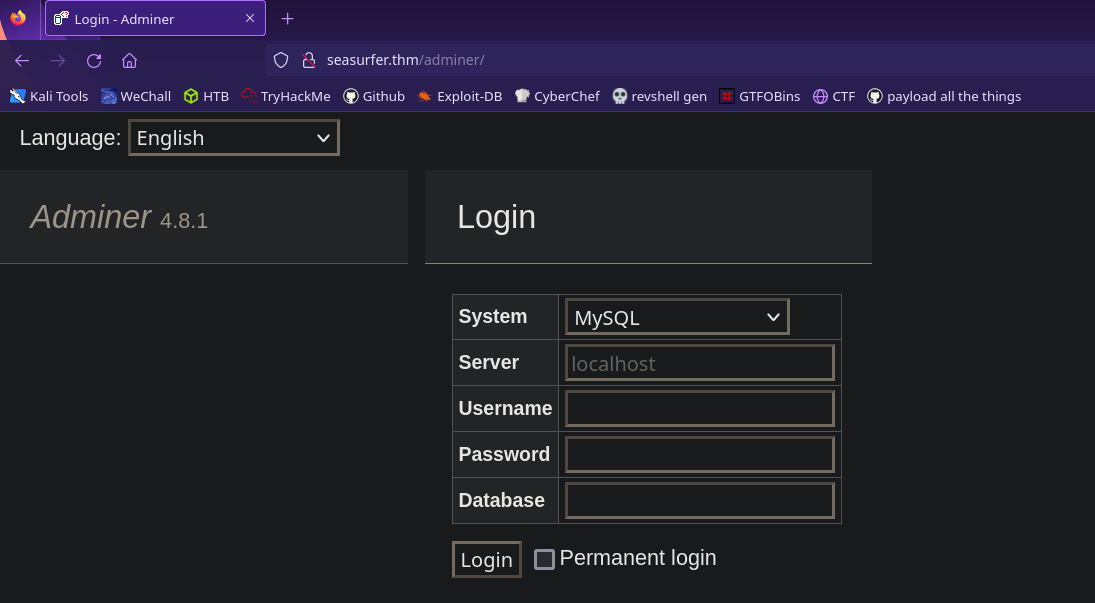 Login - Adminer
seasurfer.thm/adminer/
Kali Tools WeChall HTB TryHackMe Github Exploit-DB CyberChef revshell gen GTFOBins CTF payload all the things
Language: English
Adminer 4.8.1
Login
System MySQL
Server localhost
Username
Password
Database
Login Permanent login